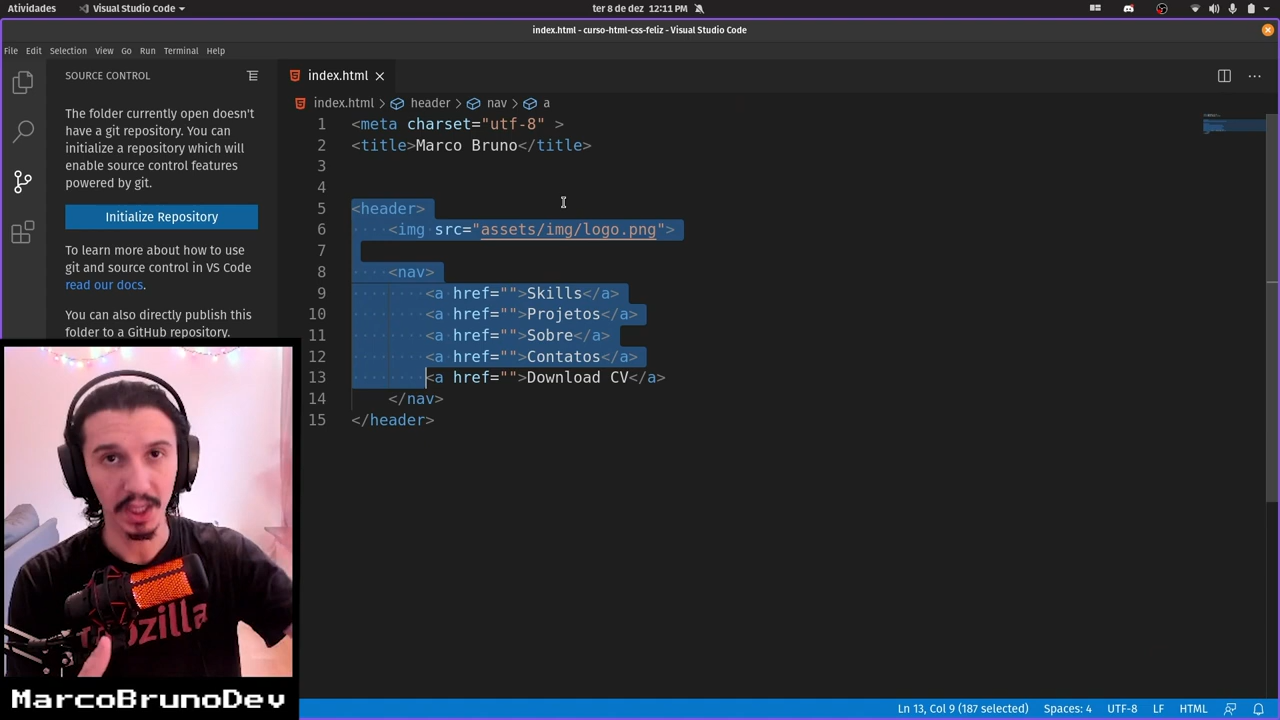 Atividades
Visual Studio Code
ter 8 de dez 12:11 PM
index.html - curso-html-css-feliz - Visual Studio Code
File Edit Selection View Go Run Terminal Help
SOURCE CONTROL
The folder currently open doesn't
have a git repository. You can
initialize a repository which will
enable source control features
powered by git.
Initialize Repository
To learn more about how to use
git and source control in VS Code
read our docs.
You can also directly publish this
folder to a GitHub repository.
index.html
index.html > header > nav > a
1 <meta charset="utf-8" >
2 <title>Marco Bruno</title>
3
4
5 <header>
6 ····<img·src="assets/img/logo.png">
7
8 ····<nav>
9 ········<a·href="">Skills</a>
10 ········<a·href="">Projetos</a>
11 ········<a·href="">Sobre</a>
12 ········<a·href="">Contatos</a>
13 ········<a href="">Download CV</a>
14 </nav>
15 </header>
mozilla
MarcoBrunoDev
Ln 13, Col 9 (187 selected) Spaces: 4 UTF-8 LF HTML